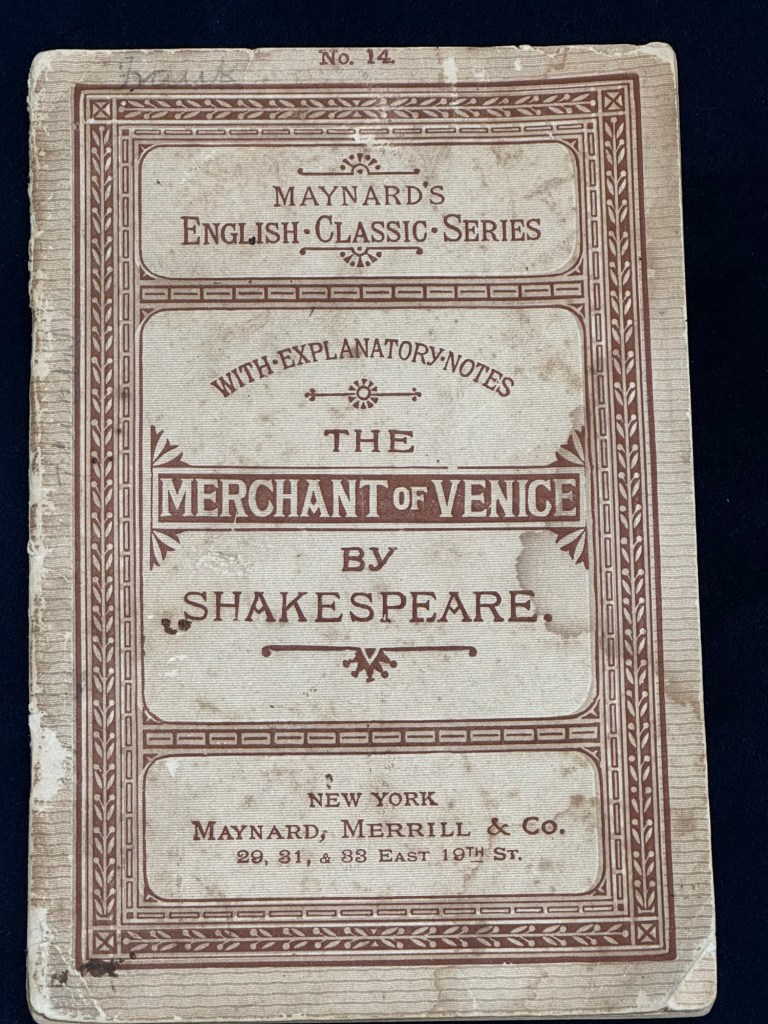 No. 14.
Frank
MAYNARD'S
ENGLISH·CLASSIC·SERIES
WITH·EXPLANATORY·NOTES
THE
MERCHANT OF VENICE
BY
SHAKESPEARE.
NEW YORK
MAYNARD, MERRILL & CO.
29, 31, & 33 EAST 19TH ST.